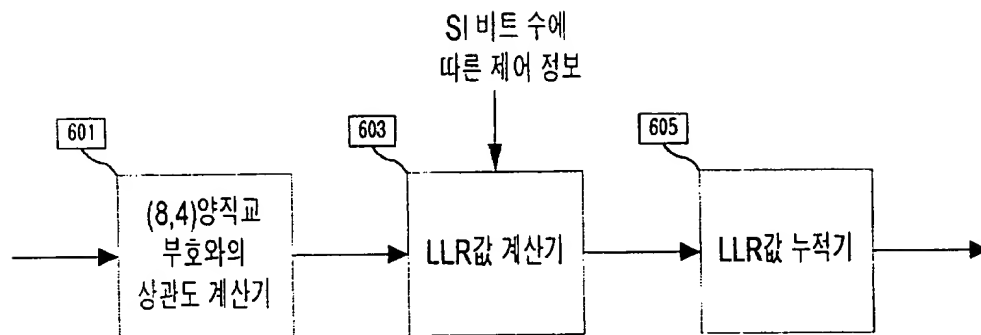 SI 비트 수에
따른 제어 정보
601
603
605
(8,4)양직교
부호와의
상관도 계산기
LLR값 계산기
LLR값 누적기